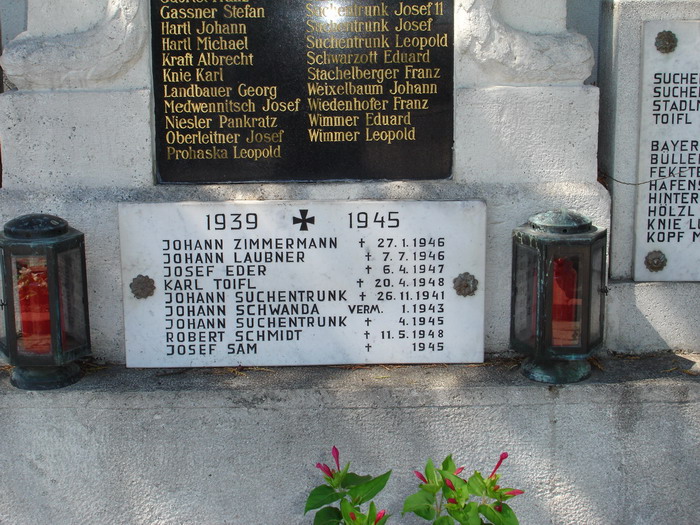 Gassner Stefan
Hartl Johann
Hartl Michael
Kraft Albrecht
Knie Karl
Landbauer Georg
Medwennitsch Josef
Niesler Pankratz
Oberleitner Josef
Prohaska Leopold
Suchentrunk Josef 11
Suchentrunk Josef
Suchentrunk Leopold
Schwarzott Eduard
Stachelberger Franz
Weixelbaum Johann
Wiedenhofer Franz
Wimmer Eduard
Wimmer Leopold
1939 ✠ 1945
JOHANN ZIMMERMANN † 27.1.1946
JOHANN LAUBNER † 7.7.1946
JOSEF EDER † 6.4.1947
KARL TOIFL † 20.4.1948
JOHANN SUCHENTRUNK † 26.11.1941
JOHANN SCHWANDA VERM. 1.1943
JOHANN SUCHENTRUNK † 4.1945
ROBERT SCHMIDT † 11.5.1948
JOSEF SAM † 1945
SUCHE
SUCHE
STADL
TOIFL
BAYER
BÜLL
FEKET
HAFENS
HINTER
HÖLZL
KNIE L
KOPF M